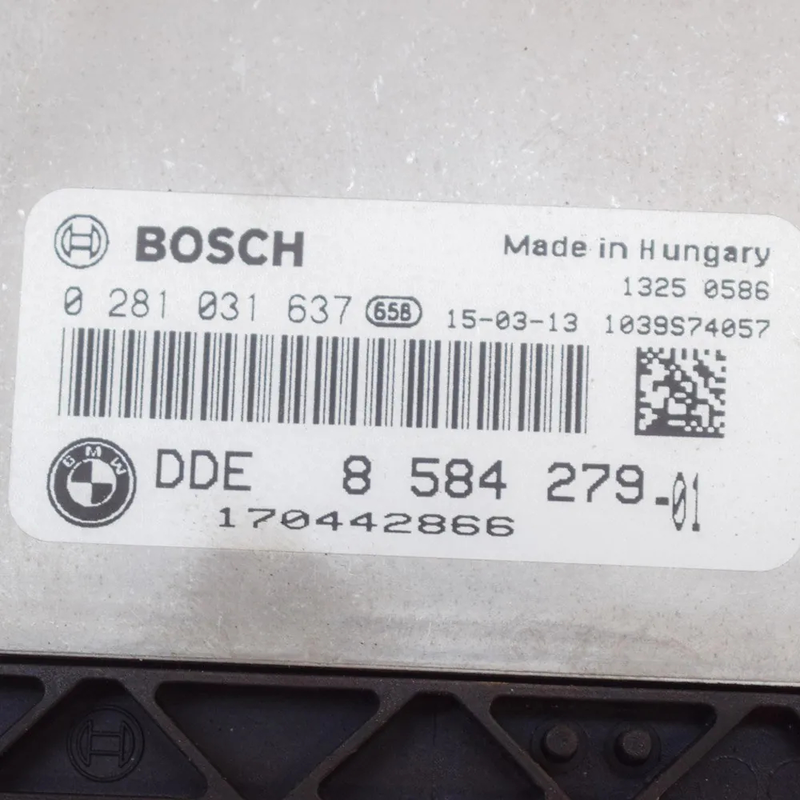 BOSCH
Made in Hungary
1325 0586
0 281 031 637 65B 15-03-13 1039S74057
BMW
DDE 8 584 279-01
170442866